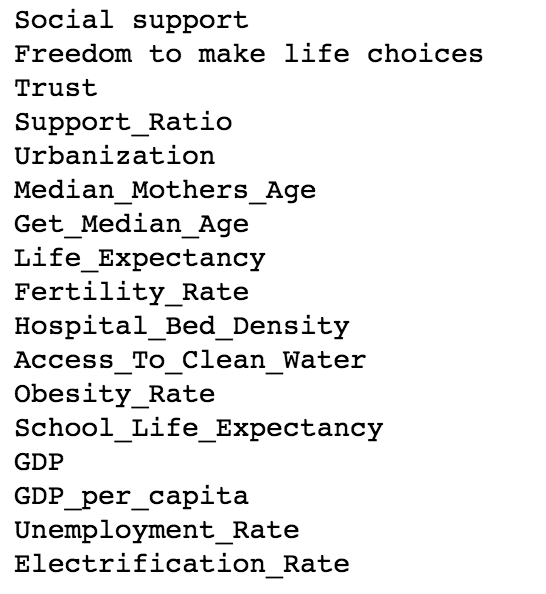 Social support
Freedom to make life choices
Trust
Support_Ratio
Urbanization
Median_Mothers_Age
Get_Median_Age
Life_Expectancy
Fertility_Rate
Hospital_Bed_Density
Access_To_Clean_Water
Obesity_Rate
School_Life_Expectancy
GDP
GDP_per_capita
Unemployment_Rate
Electrification_Rate